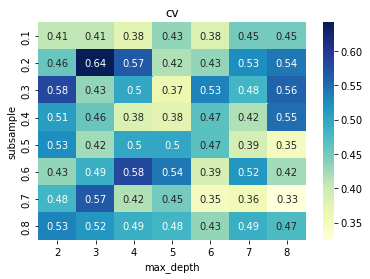 cv
0.1 0.41 0.41 0.38 0.43 0.38 0.45 0.45
0.2 0.46 0.64 0.57 0.42 0.43 0.53 0.54
0.3 0.58 0.43 0.5 0.37 0.53 0.48 0.56
0.4 0.51 0.46 0.38 0.38 0.47 0.42 0.55
0.5 0.53 0.42 0.5 0.5 0.47 0.39 0.35
0.6 0.43 0.49 0.58 0.54 0.39 0.52 0.42
0.7 0.48 0.57 0.42 0.45 0.35 0.36 0.33
0.8 0.53 0.52 0.49 0.48 0.43 0.49 0.47
2 3 4 5 6 7 8
max_depth
subsample
0.60
0.55
0.50
0.45
0.40
0.35